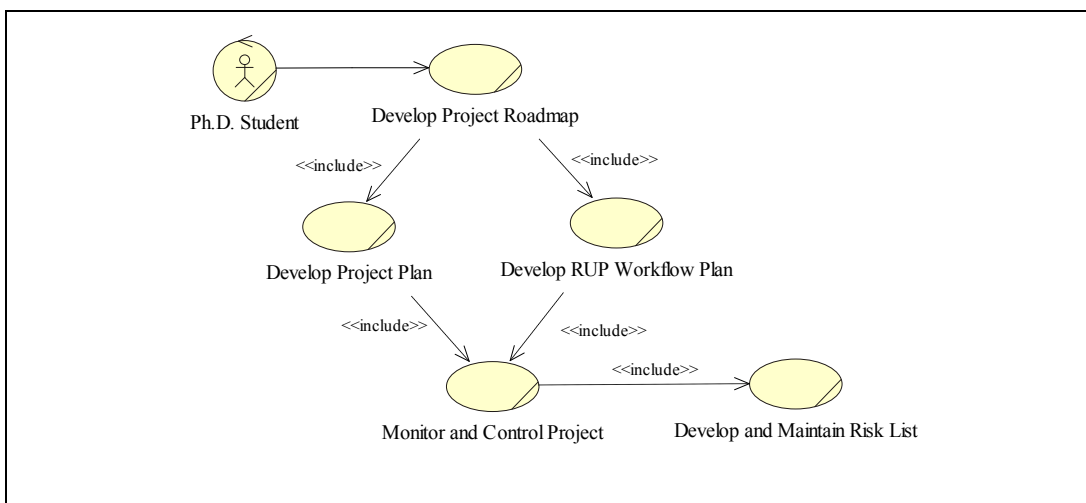 Ph.D. Student
Develop Project Roadmap
<<include>>
<<include>>
Develop Project Plan
Develop RUP Workflow Plan
<<include>>
<<include>>
<<include>>
Monitor and Control Project
Develop and Maintain Risk List